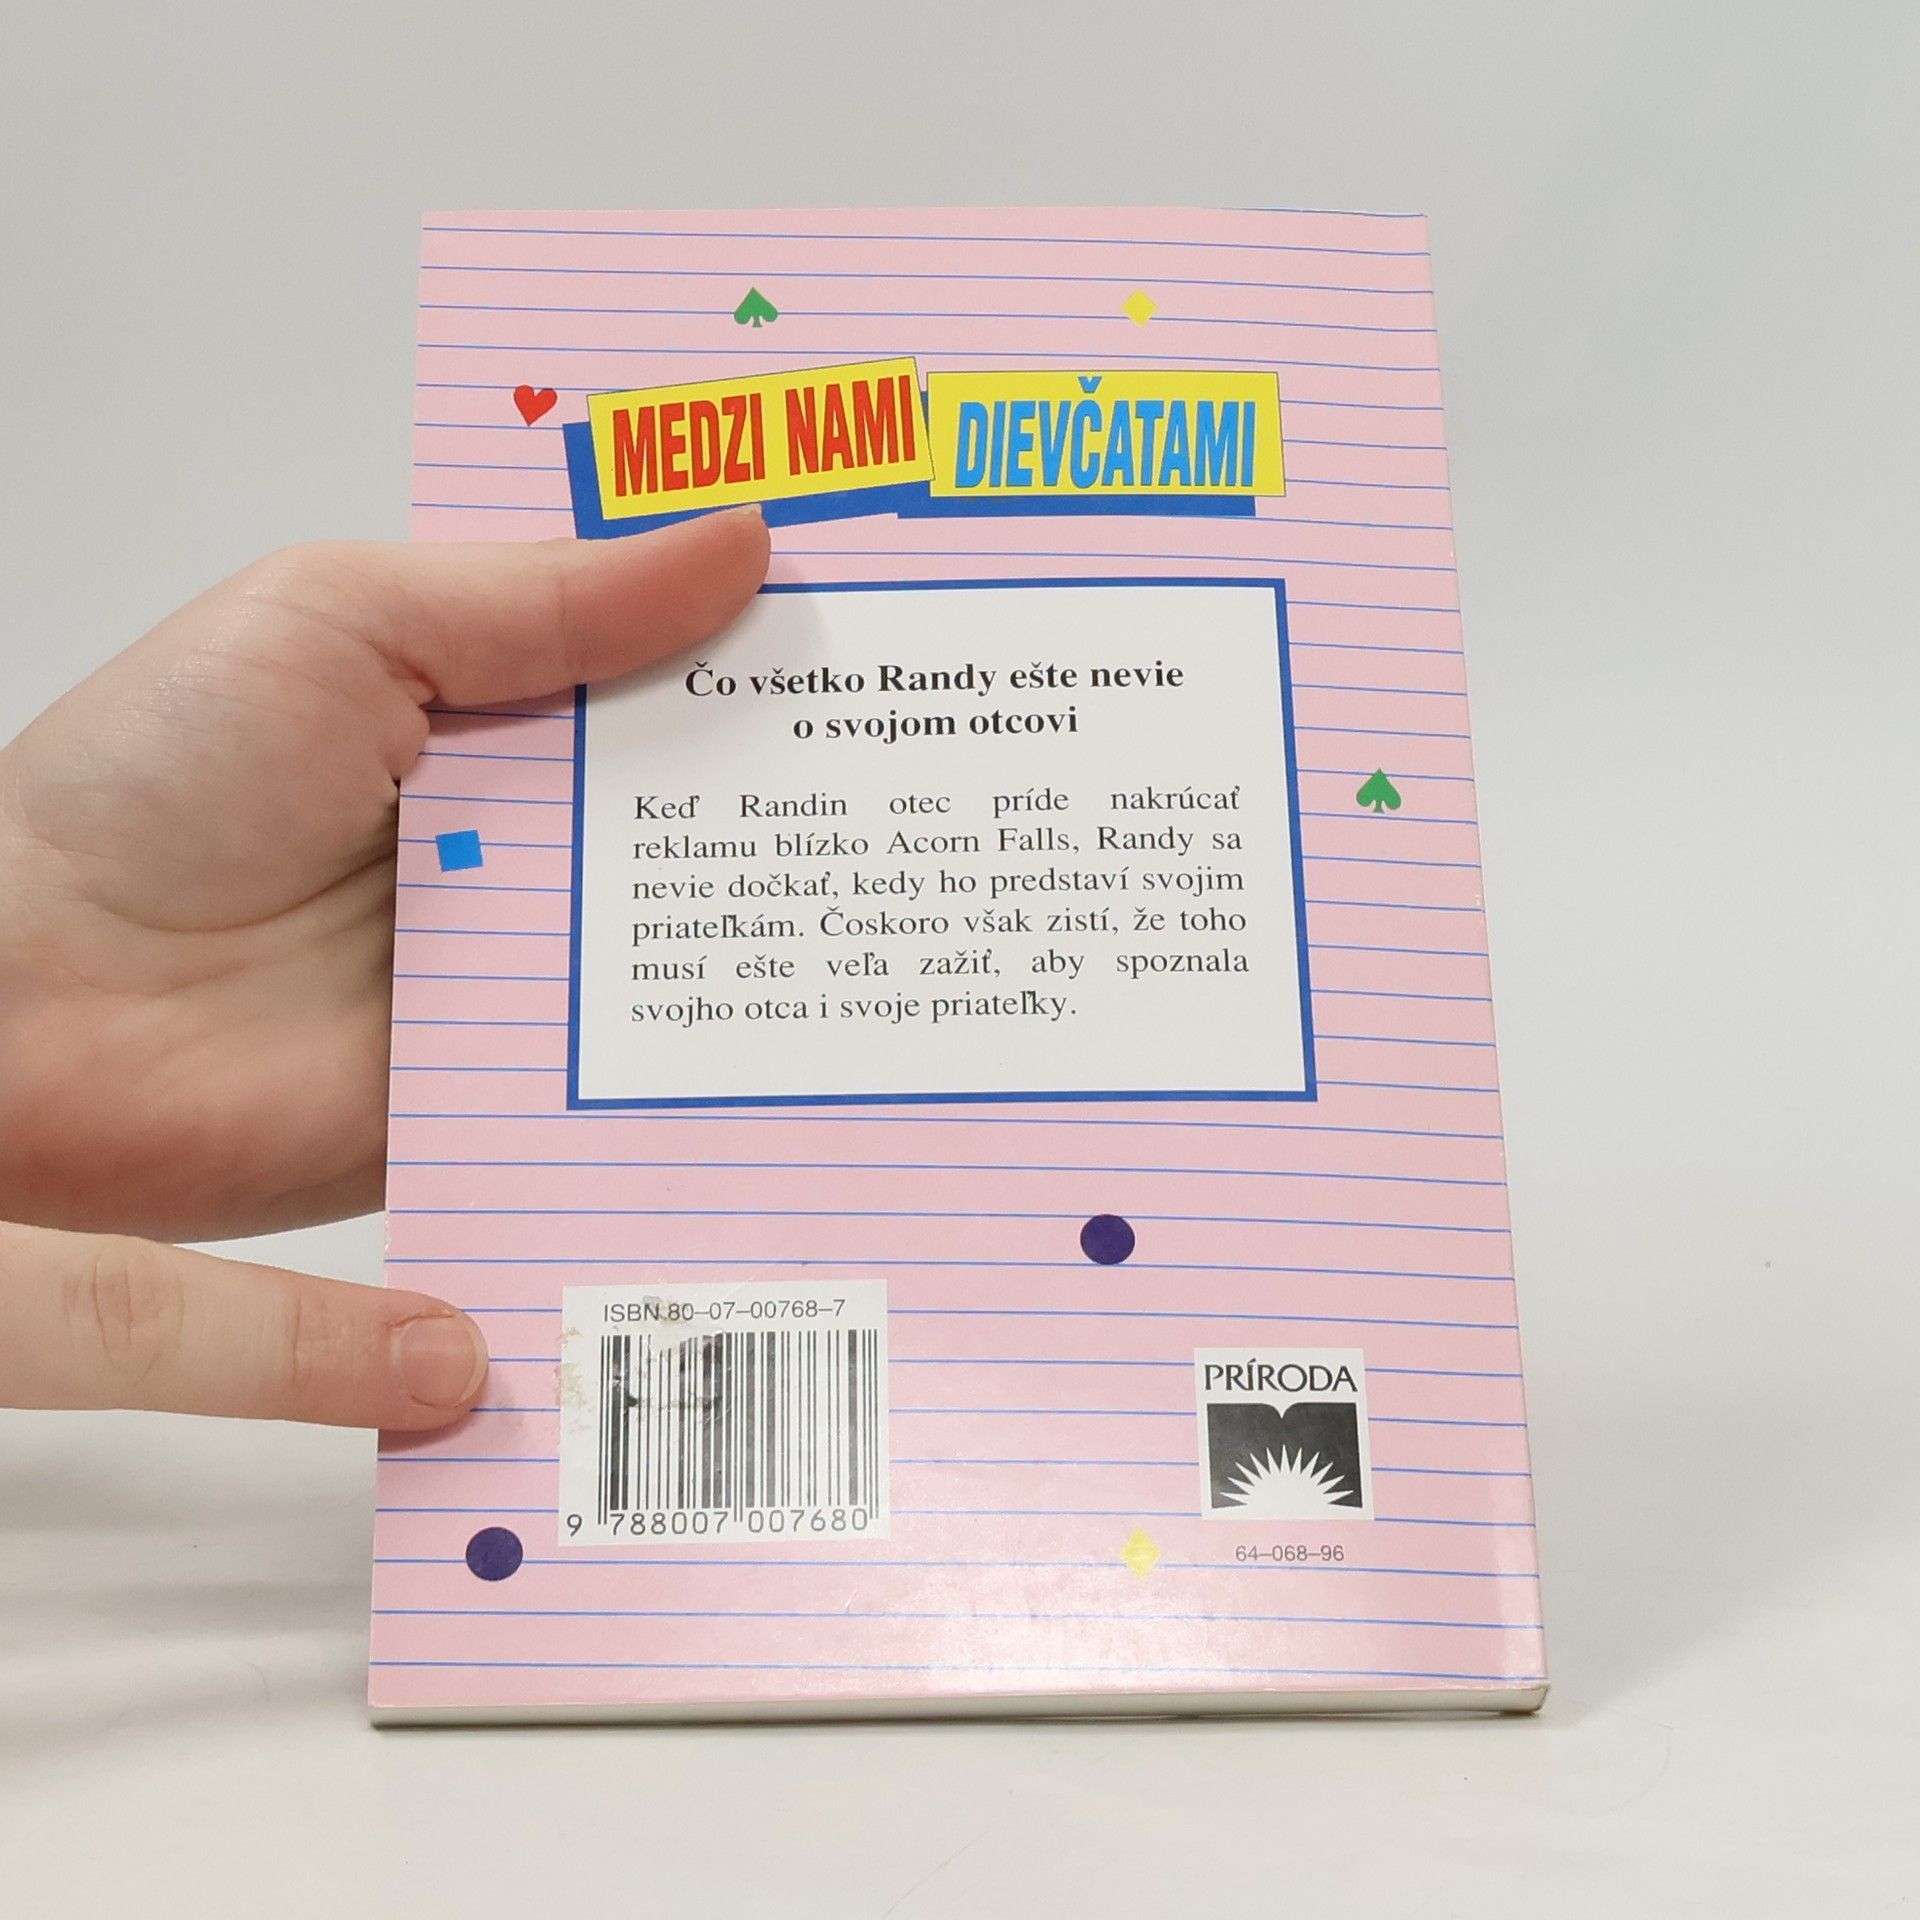 MEDZI NAMI DIEVČATAMI
Čo všetko Randy ešte nevie
o svojom otcovi
Keď Randin otec príde nakrúcať
reklamu blízko Acorn Falls, Randy sa
nevie dočkať, kedy ho predstaví svojim
priateľkám. Čoskoro však zistí, že toho
musí ešte veľa zažiť, aby spoznala
svojho otca i svoje priateľky.
ISBN 80–07–00768–7
9 788007 007680
PRÍRODA
64–068–96